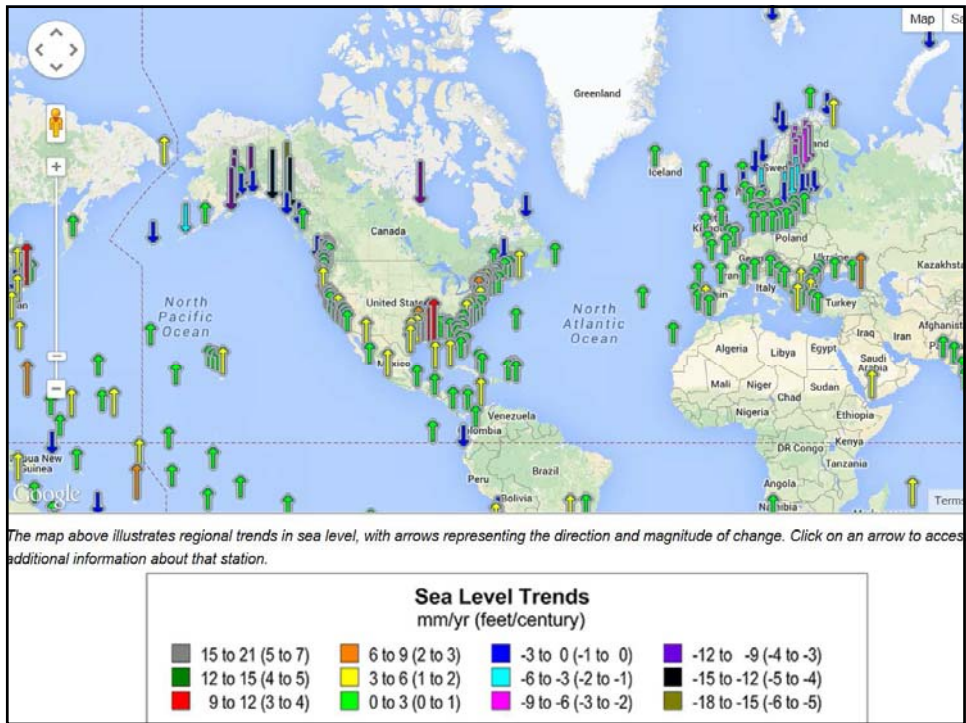 Map
Sa
Greenland
Iceland
Canada
Poland
Kazakhsta
United State
North
Pacific
Ocean
North
Atlantic
Ocean
Italy
Turkey
Iraq
Iran
Afghanistan
Algeria
Libya
Egypt
Saudi
Arabia
Mali
Niger
Sudan
Chad
Nigeria
Ethiopia
Venezuela
Kenya
DR Congo
Tanzania
Brazil
Peru
Angola
Bolivia
Guinea
Google
Terms
The map above illustrates regional trends in sea level, with arrows representing the direction and magnitude of change. Click on an arrow to acces
additional information about that station.
Sea Level Trends
mm/yr (feet/century)
15 to 21 (5 to 7)
6 to 9 (2 to 3)
-3 to 0 (-1 to 0)
-12 to -9 (-4 to -3)
12 to 15 (4 to 5)
3 to 6 (1 to 2)
-6 to -3 (-2 to -1)
-15 to -12 (-5 to -4)
9 to 12 (3 to 4)
0 to 3 (0 to 1)
-9 to -6 (-3 to -2)
-18 to -15 (-6 to -5)